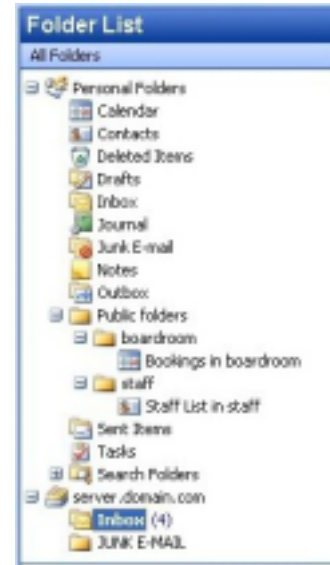 Folder List
All Folders
Personal Folders
Calendar
Contacts
Deleted Items
Drafts
Inbox
Journal
Junk E-mail
Notes
Outbox
Public folders
boardroom
Bookings in boardroom
staff
Staff List in staff
Sent Items
Tasks
Search Folders
server.domain.com
Inbox (4)
JUNK E-MAIL